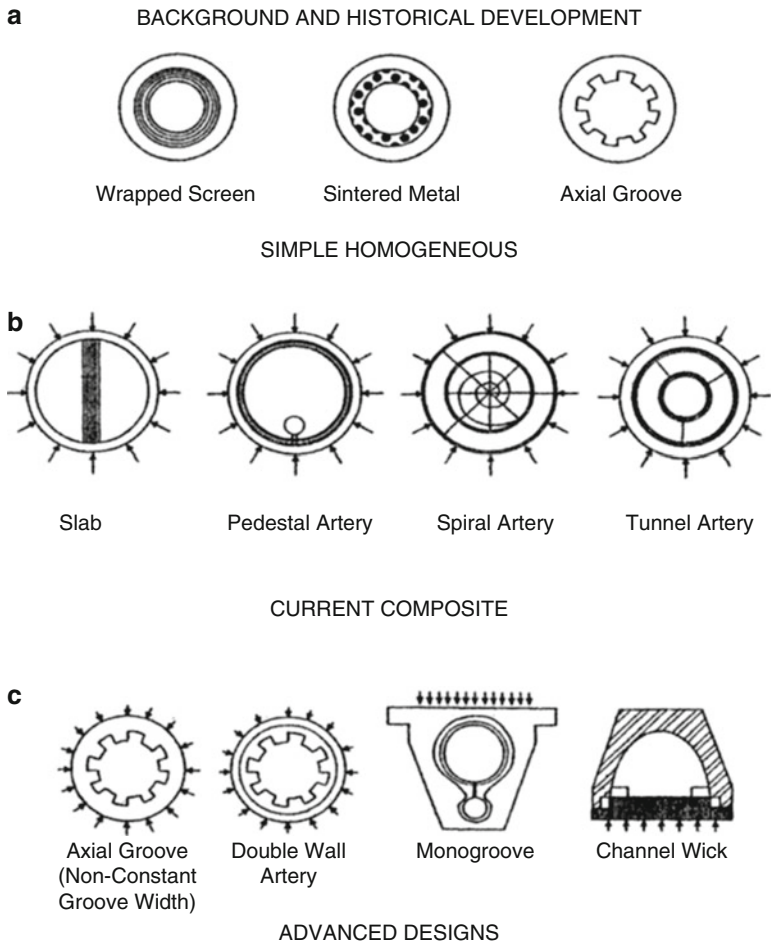 a
BACKGROUND AND HISTORICAL DEVELOPMENT
Wrapped Screen
Sintered Metal
Axial Groove
SIMPLE HOMOGENEOUS
b
Slab
Pedestal Artery
Spiral Artery
Tunnel Artery
CURRENT COMPOSITE
c
Axial Groove
(Non-Constant
Groove Width)
Double Wall
Artery
Monogroove
Channel Wick
ADVANCED DESIGNS